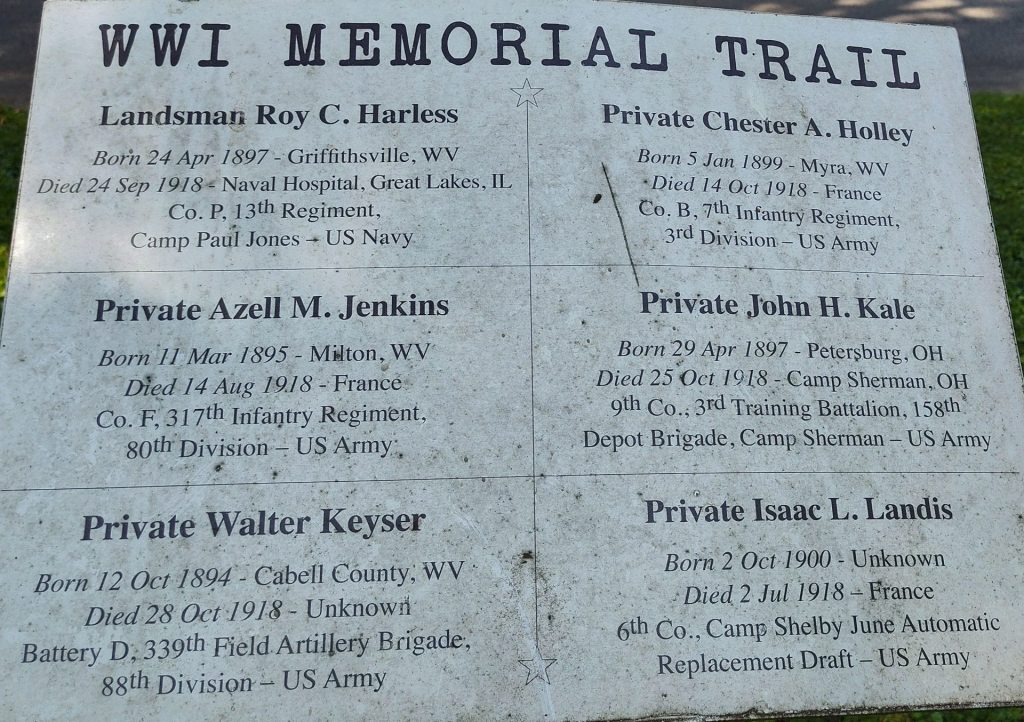 WWI MEMORIAL TRAIL
Landsman Roy C. Harless
Born 24 Apr 1897 - Griffithsville, WV
Died 24 Sep 1918 - Naval Hospital, Great Lakes, IL
Co. P, 13th Regiment,
Camp Paul Jones – US Navy
Private Chester A. Holley
Born 5 Jan 1899 - Myra, WV
Died 14 Oct 1918 - France
Co. B, 7th Infantry Regiment,
3rd Division – US Army
Private Azell M. Jenkins
Born 11 Mar 1895 - Milton, WV
Died 14 Aug 1918 - France
Co. F, 317th Infantry Regiment,
80th Division – US Army
Private John H. Kale
Born 29 Apr 1897 - Petersburg, OH
Died 25 Oct 1918 - Camp Sherman, OH
9th Co., 3rd Training Battalion, 158th
Depot Brigade, Camp Sherman – US Army
Private Walter Keyser
Born 12 Oct 1894 - Cabell County, WV
Died 28 Oct 1918 - Unknown
Battery D, 339th Field Artillery Brigade,
88th Division – US Army
Private Isaac L. Landis
Born 2 Oct 1900 - Unknown
Died 2 Jul 1918 – France
6th Co., Camp Shelby June Automatic
Replacement Draft – US Army